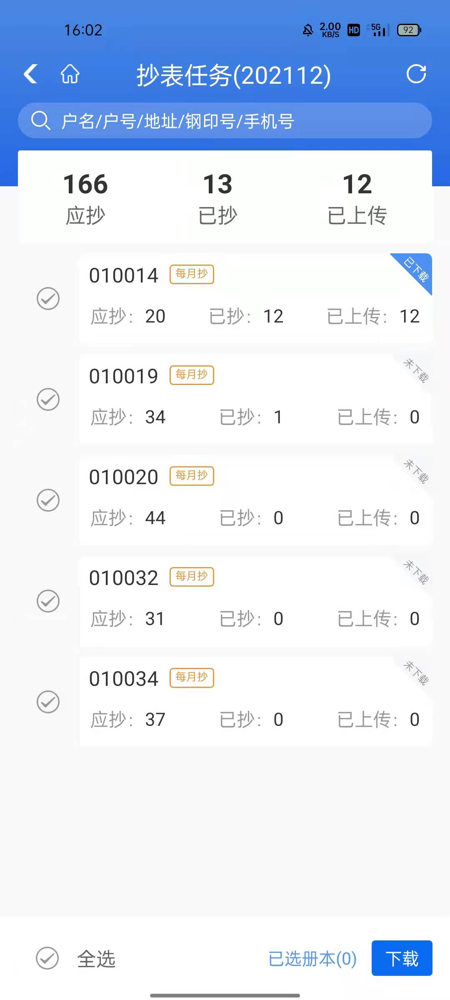 16:02
2.00
KB/S
HD
5G
92
抄表任务(202112)
户名/户号/地址/钢印号/手机号
166
13
12
应抄
已抄
已上传
010014
每月抄
已下载
应抄: 20
已抄: 12
已上传: 12
010019
每月抄
未下载
应抄: 34
已抄: 1
已上传: 0
010020
每月抄
未下载
应抄: 44
已抄: 0
已上传: 0
010032
每月抄
未下载
应抄: 31
已抄: 0
已上传: 0
010034
每月抄
未下载
应抄: 37
已抄: 0
已上传: 0
全选
已选册本(0)
下载